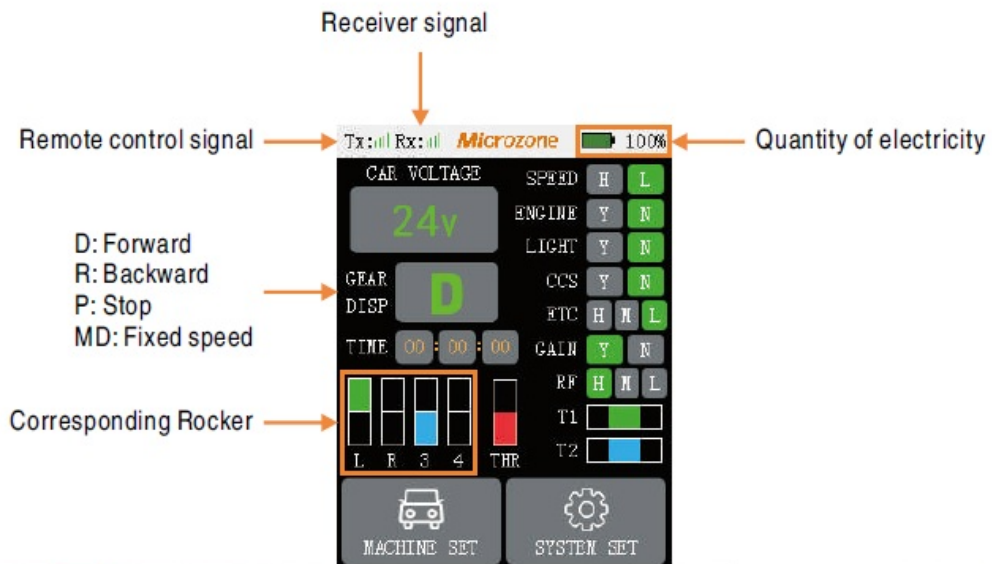 Receiver signal
Remote control signal
Tx: Rx: Microzone 100%
Quantity of electricity
CAR VOLTAGE
24v
SPEED H L
ENGINE Y N
LIGHT Y N
D: Forward
R: Backward
P: Stop
MD: Fixed speed
GEAR
DISP
D
CCS Y N
ETC H M L
TIME 00:00:00
GAIN Y N
RF H M L
Corresponding Rocker
T1
T2
L R 3 4 THR
MACHINE SET
SYSTEM SET